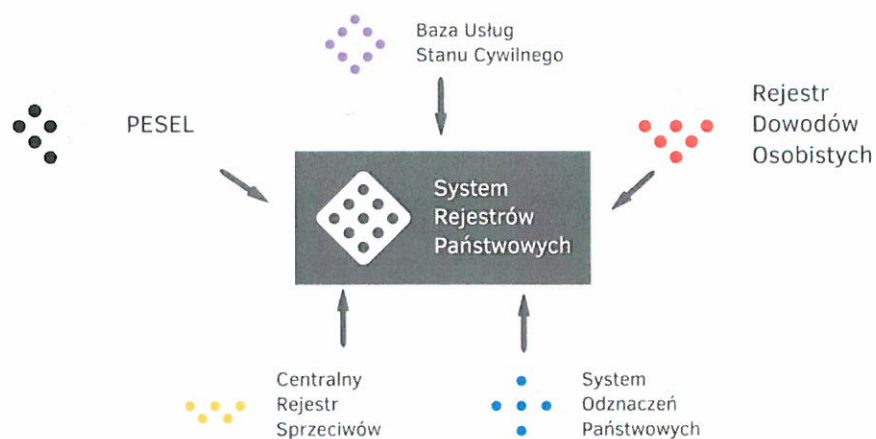 Baza Usług
Stanu Cywilnego
PESEL
Rejestr
Dowodów
Osobistych
System
Rejestrów
Państwowych
Centralny
Rejestr
Sprzeciwów
System
Odznaczeń
Państwowych